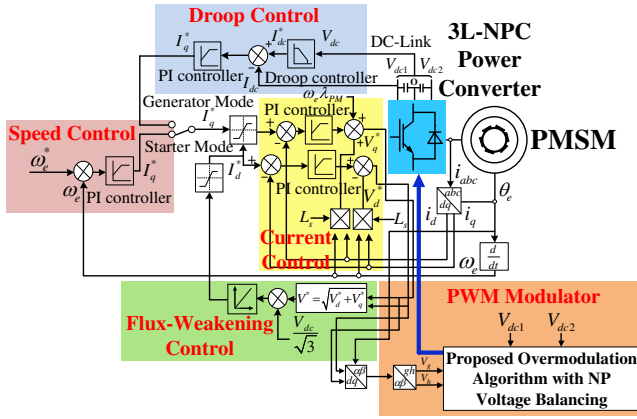 Droop Control
I_q^*
I_dc^*
V_dc
PI controller
I_dc
Droop controller
DC-Link
V_dc1
O
V_dc2
3L-NPC
Power
Converter
PMSM
Generator Mode
I_q^*
Starter Mode
Speed Control
ω_e^*
ω_e
I_q^*
PI controller
I_d^*
ω_e λ_PM
PI controller
+
-
+
+
V_q^*
+
-
-
+
PI controller
V_d^*
L_s
L_s
Current
Control
i_abc
θ_e
i_d
abc
dq
i_q
ω_e
d
dt
Flux-Weakening
Control
V^* = √V_d^* + V_q^*
V_dc
√3
αβ
dq
gh
αβ
V_g
V_h
PWM Modulator
V_dc1
V_dc2
Proposed Overmodulation
Algorithm with NP
Voltage Balancing